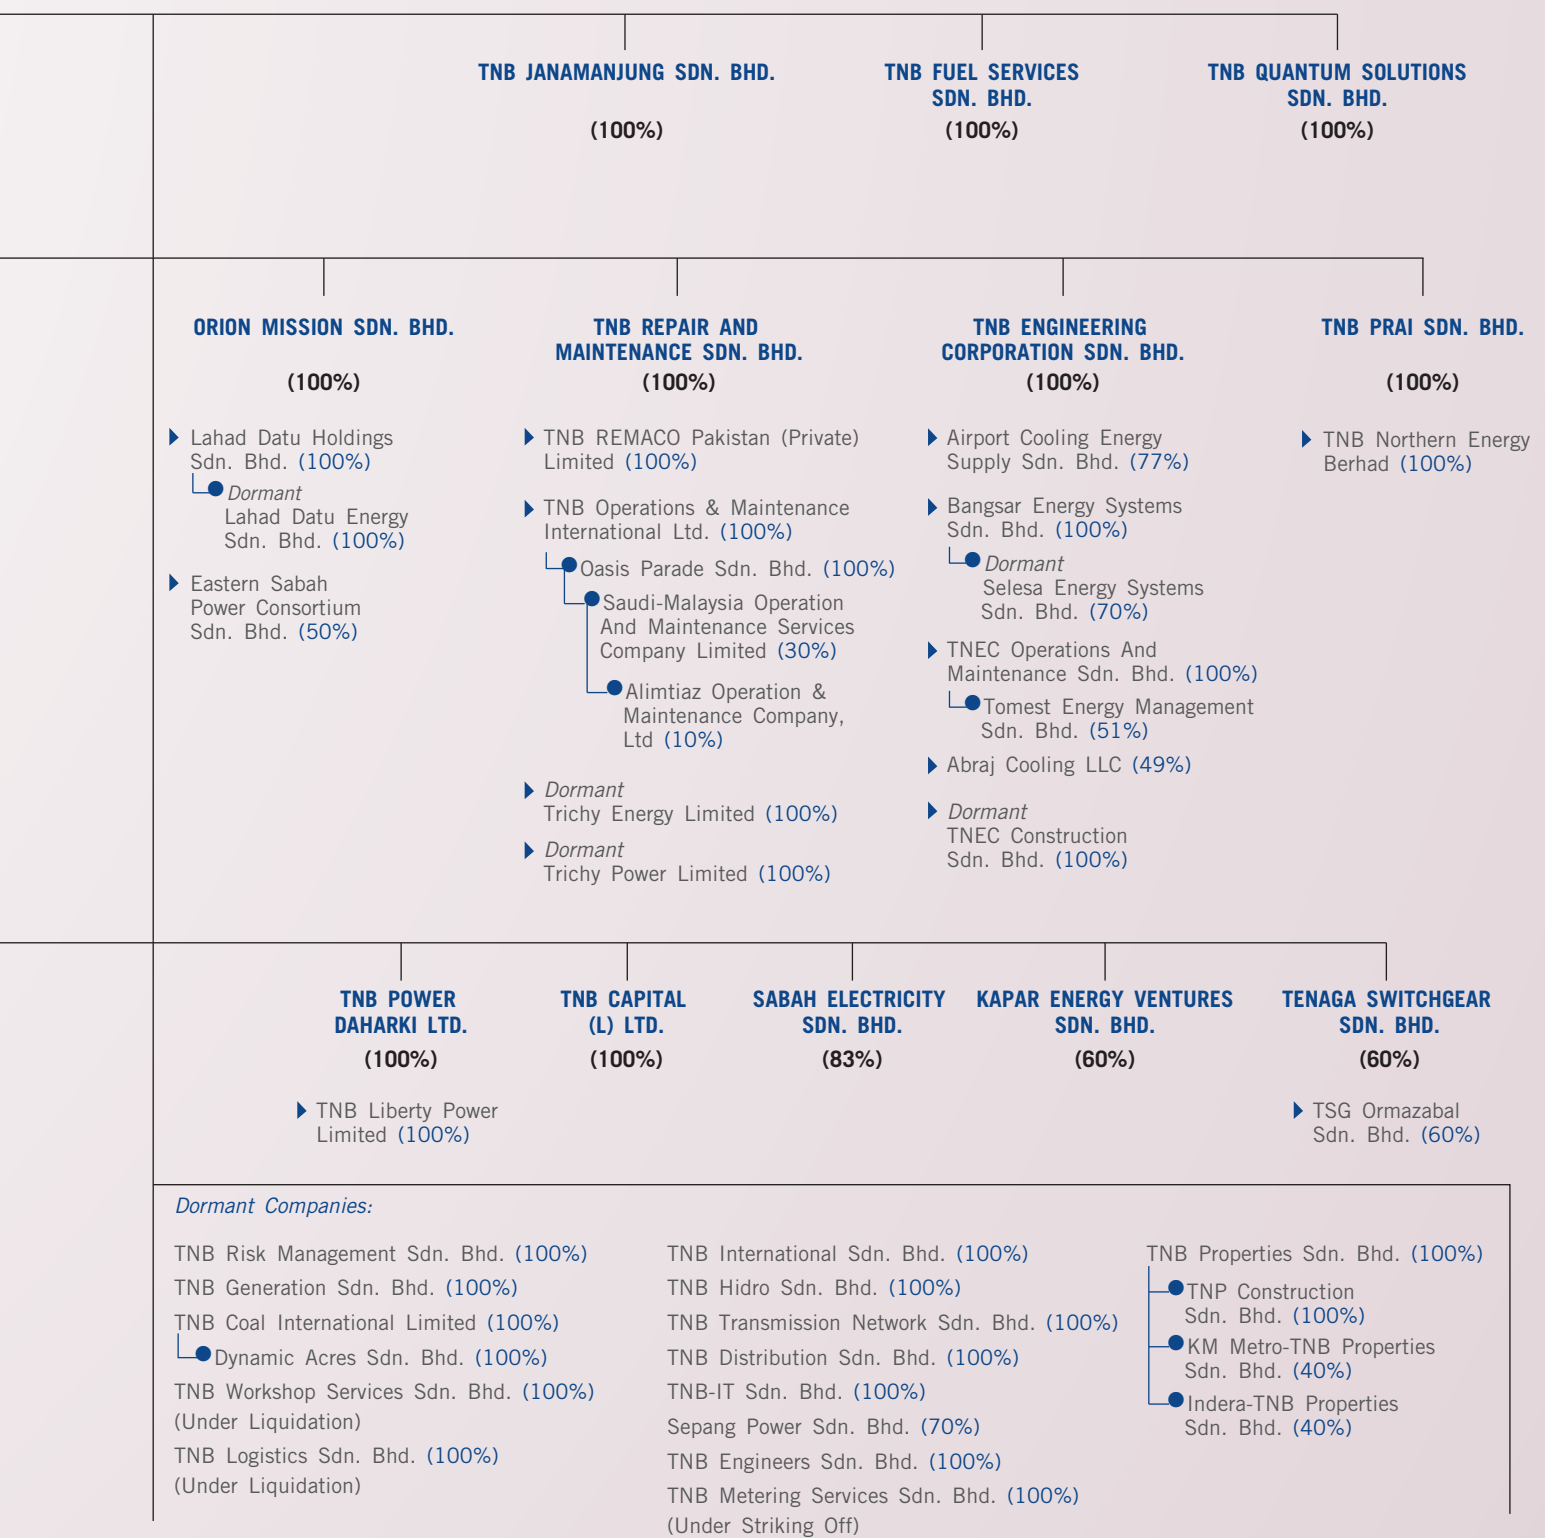 TNB JANAMANJUNG SDN. BHD.
(100%)
TNB FUEL SERVICES
SDN. BHD.
(100%)
TNB QUANTUM SOLUTIONS
SDN. BHD.
(100%)
ORION MISSION SDN. BHD.
(100%)
Lahad Datu Holdings
Sdn. Bhd. (100%)
Dormant
Lahad Datu Energy
Sdn. Bhd. (100%)
Eastern Sabah
Power Consortium
Sdn. Bhd. (50%)
TNB REPAIR AND
MAINTENANCE SDN. BHD.
(100%)
TNB REMACO Pakistan (Private)
Limited (100%)
TNB Operations & Maintenance
International Ltd. (100%)
Oasis Parade Sdn. Bhd. (100%)
Saudi-Malaysia Operation
And Maintenance Services
Company Limited (30%)
Alimtiaz Operation &
Maintenance Company,
Ltd (10%)
Dormant
Trichy Energy Limited (100%)
Dormant
Trichy Power Limited (100%)
TNB ENGINEERING
CORPORATION SDN. BHD.
(100%)
Airport Cooling Energy
Supply Sdn. Bhd. (77%)
Bangsar Energy Systems
Sdn. Bhd. (100%)
Dormant
Selesa Energy Systems
Sdn. Bhd. (70%)
TNEC Operations And
Maintenance Sdn. Bhd. (100%)
Tomest Energy Management
Sdn. Bhd. (51%)
Abraj Cooling LLC (49%)
Dormant
TNEC Construction
Sdn. Bhd. (100%)
TNB PRAI SDN. BHD.
(100%)
TNB Northern Energy
Berhad (100%)
TNB POWER
DAHARKI LTD.
(100%)
TNB Liberty Power
Limited (100%)
TNB CAPITAL
(L) LTD.
(100%)
SABAH ELECTRICITY
SDN. BHD.
(83%)
KAPAR ENERGY VENTURES
SDN. BHD.
(60%)
TENAGA SWITCHGEAR
SDN. BHD.
(60%)
TSG Ormazabal
Sdn. Bhd. (60%)
Dormant Companies:
TNB Risk Management Sdn. Bhd. (100%)
TNB Generation Sdn. Bhd. (100%)
TNB Coal International Limited (100%)
Dynamic Acres Sdn. Bhd. (100%)
TNB Workshop Services Sdn. Bhd. (100%)
(Under Liquidation)
TNB Logistics Sdn. Bhd. (100%)
(Under Liquidation)
TNB International Sdn. Bhd. (100%)
TNB Hidro Sdn. Bhd. (100%)
TNB Transmission Network Sdn. Bhd. (100%)
TNB Distribution Sdn. Bhd. (100%)
TNB-IT Sdn. Bhd. (100%)
Sepang Power Sdn. Bhd. (70%)
TNB Engineers Sdn. Bhd. (100%)
TNB Metering Services Sdn. Bhd. (100%)
(Under Striking Off)
TNB Properties Sdn. Bhd. (100%)
TNP Construction
Sdn. Bhd. (100%)
KM Metro-TNB Properties
Sdn. Bhd. (40%)
Indera-TNB Properties
Sdn. Bhd. (40%)